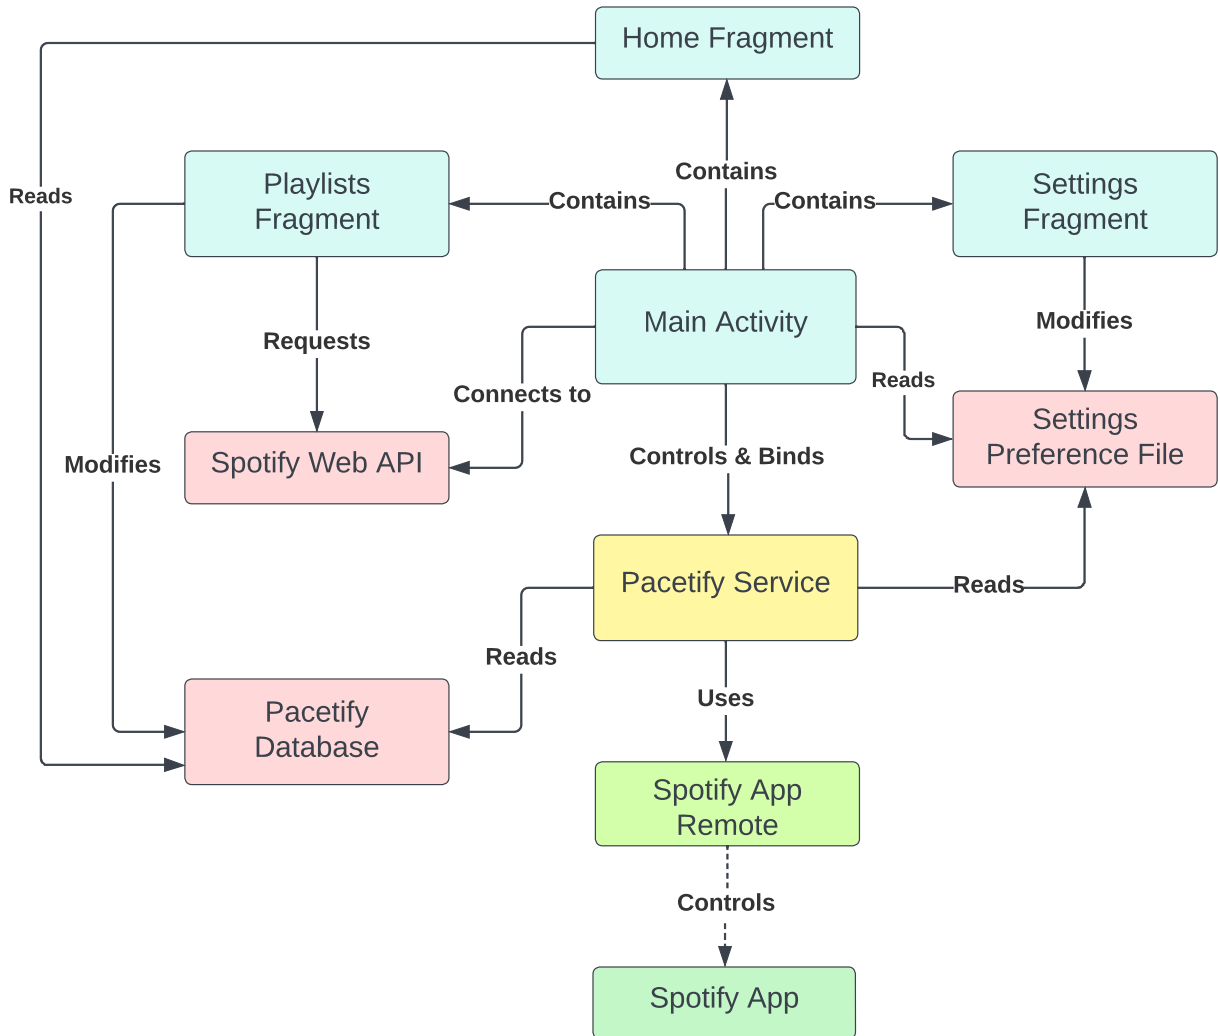 Home Fragment
Contains
Reads
Playlists
Fragment
Contains
Contains
Settings
Fragment
Main Activity
Requests
Modifies
Connects to
Reads
Settings
Preference File
Spotify Web API
Modifies
Controls & Binds
Pacetify Service
Reads
Reads
Uses
Pacetify
Database
Spotify App
Remote
Controls
Spotify App